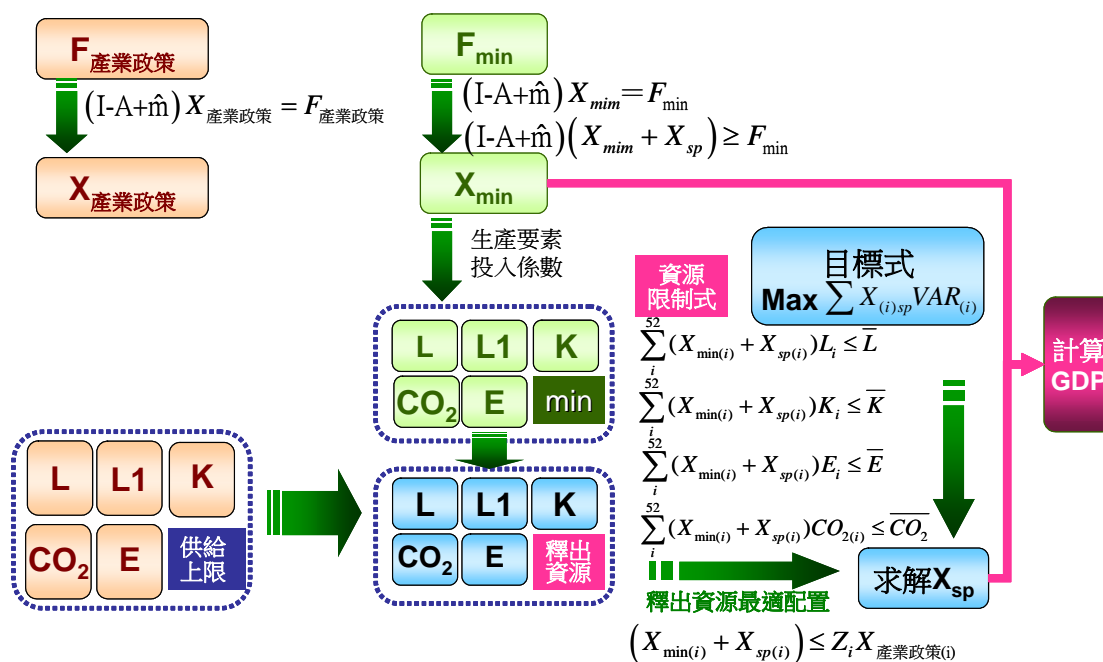 F產業政策
(I-A+m̂) X產業政策 = F產業政策
X產業政策
Fmin
(I-A+m̂) Xmim = Fmin
(I-A+m̂)(Xmim + Xsp) ≥ Fmin
Xmin
生產要素
投入係數
L L1 K
CO2 E min
L L1 K
CO2 E 供給
上限
L L1 K
CO2 E 釋出
資源
資源
限制式
目標式
Max ∑ X(i)sp VAR(i)
52
∑ (Xmin(i) + Xsp(i))Li ≤ L̅
i
52
∑ (Xmin(i) + Xsp(i))Ki ≤ K̅
i
52
∑ (Xmin(i) + Xsp(i))Ei ≤ E̅
i
52
∑ (Xmin(i) + Xsp(i))CO2(i) ≤ C̅O̅2̅
i
釋出資源最適配置
(Xmin(i) + Xsp(i)) ≤ Zi X產業政策(i)
求解Xsp
計算
GDP